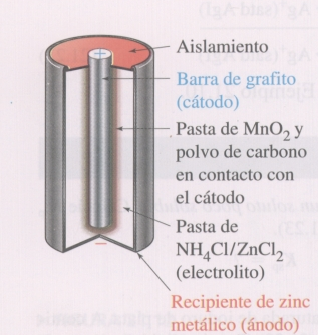 Aislamiento
Barra de grafito
(cátodo)
Pasta de MnO₂ y
polvo de carbono
en contacto con
el cátodo
Pasta de
NH₄Cl/ZnCl₂
(electrolito)
Recipiente de zinc
metálico (ánodo)
+
−